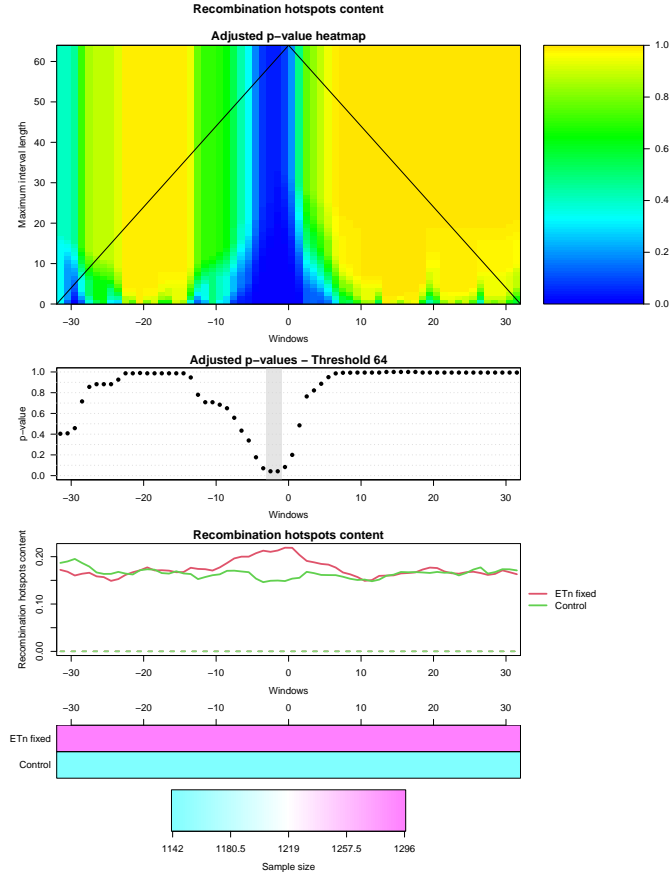 Recombination hotspots content
Adjusted p−value heatmap
Maximum interval length
60
50
40
30
20
10
0
−30 −20 −10 0 10 20 30
Windows
1.0
0.8
0.6
0.4
0.2
0.0
Adjusted p−values − Threshold 64
p−value
1.0
0.8
0.6
0.4
0.2
0.0
−30 −20 −10 0 10 20 30
Windows
Recombination hotspots content
Recombination hotspots content
0.20
0.10
0.00
−30 −20 −10 0 10 20 30
Windows
ETn fixed
Control
−30 −20 −10 0 10 20 30
ETn fixed
Control
1142 1180.5 1219 1257.5 1296
Sample size